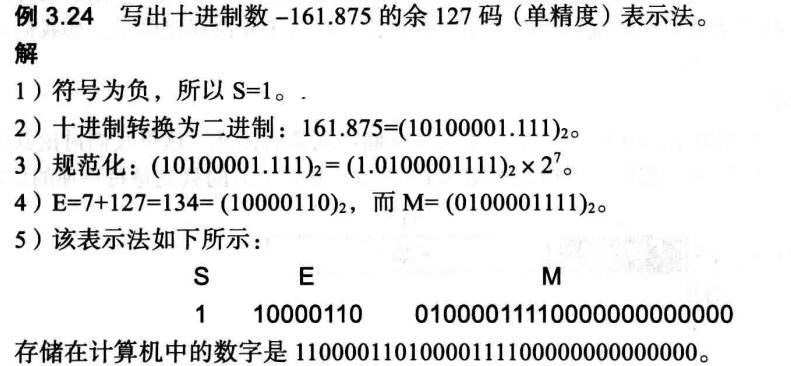 例 3.24 写出十进制数 –161.875 的余 127 码（单精度）表示法。
解
1）符号为负，所以 S=1。
2）十进制转换为二进制：161.875=(10100001.111)₂。
3）规范化：(10100001.111)₂ = (1.0100001111)₂ × 2⁷。
4）E=7+127=134= (10000110)₂，而 M= (0100001111)₂。
5）该表示法如下所示：
S E M
1 10000110 01000011110000000000000
存储在计算机中的数字是 11000011010000111100000000000000。